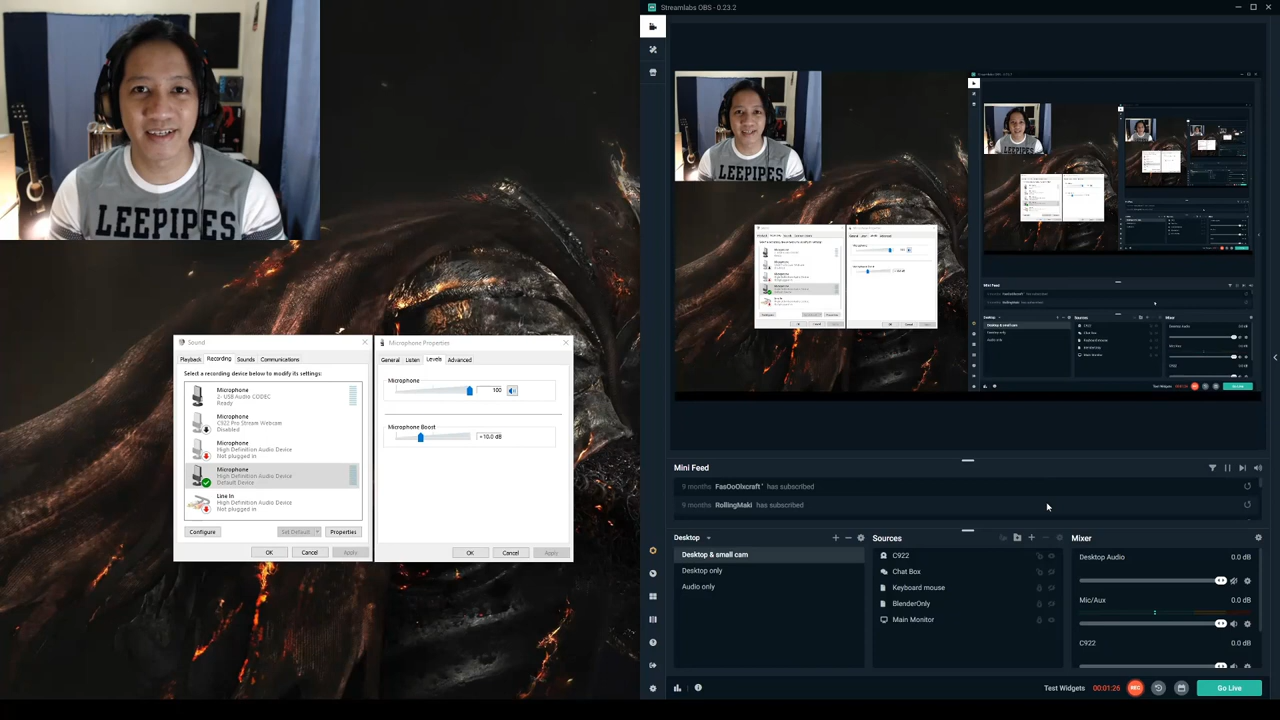 LEEPIPES
Sound
Playback Recording Sounds Communications
Select a recording device below to modify its settings:
Microphone
2- USB Audio CODEC
Ready
Microphone
C922 Pro Stream Webcam
Disabled
Microphone
High Definition Audio Device
Not plugged in
Microphone
High Definition Audio Device
Default Device
Line In
High Definition Audio Device
Not plugged in
Configure Set Default Properties
OK Cancel Apply
Microphone Properties
General Listen Levels Advanced
Microphone
100
Microphone Boost
+10.0 dB
OK Cancel Apply
Streamlabs OBS - 0.23.2
Mini Feed
9 months has subscribed
9 months RollingMaki has subscribed
Desktop
Desktop & small cam
Desktop only
Audio only
Sources
C922
Chat Box
Keyboard mouse
BlenderOnly
Main Monitor
Mixer
Desktop Audio 0.0 dB
Mic/Aux 0.0 dB
C922 0.0 dB
Test Widgets 00:01:26 REC Go Live